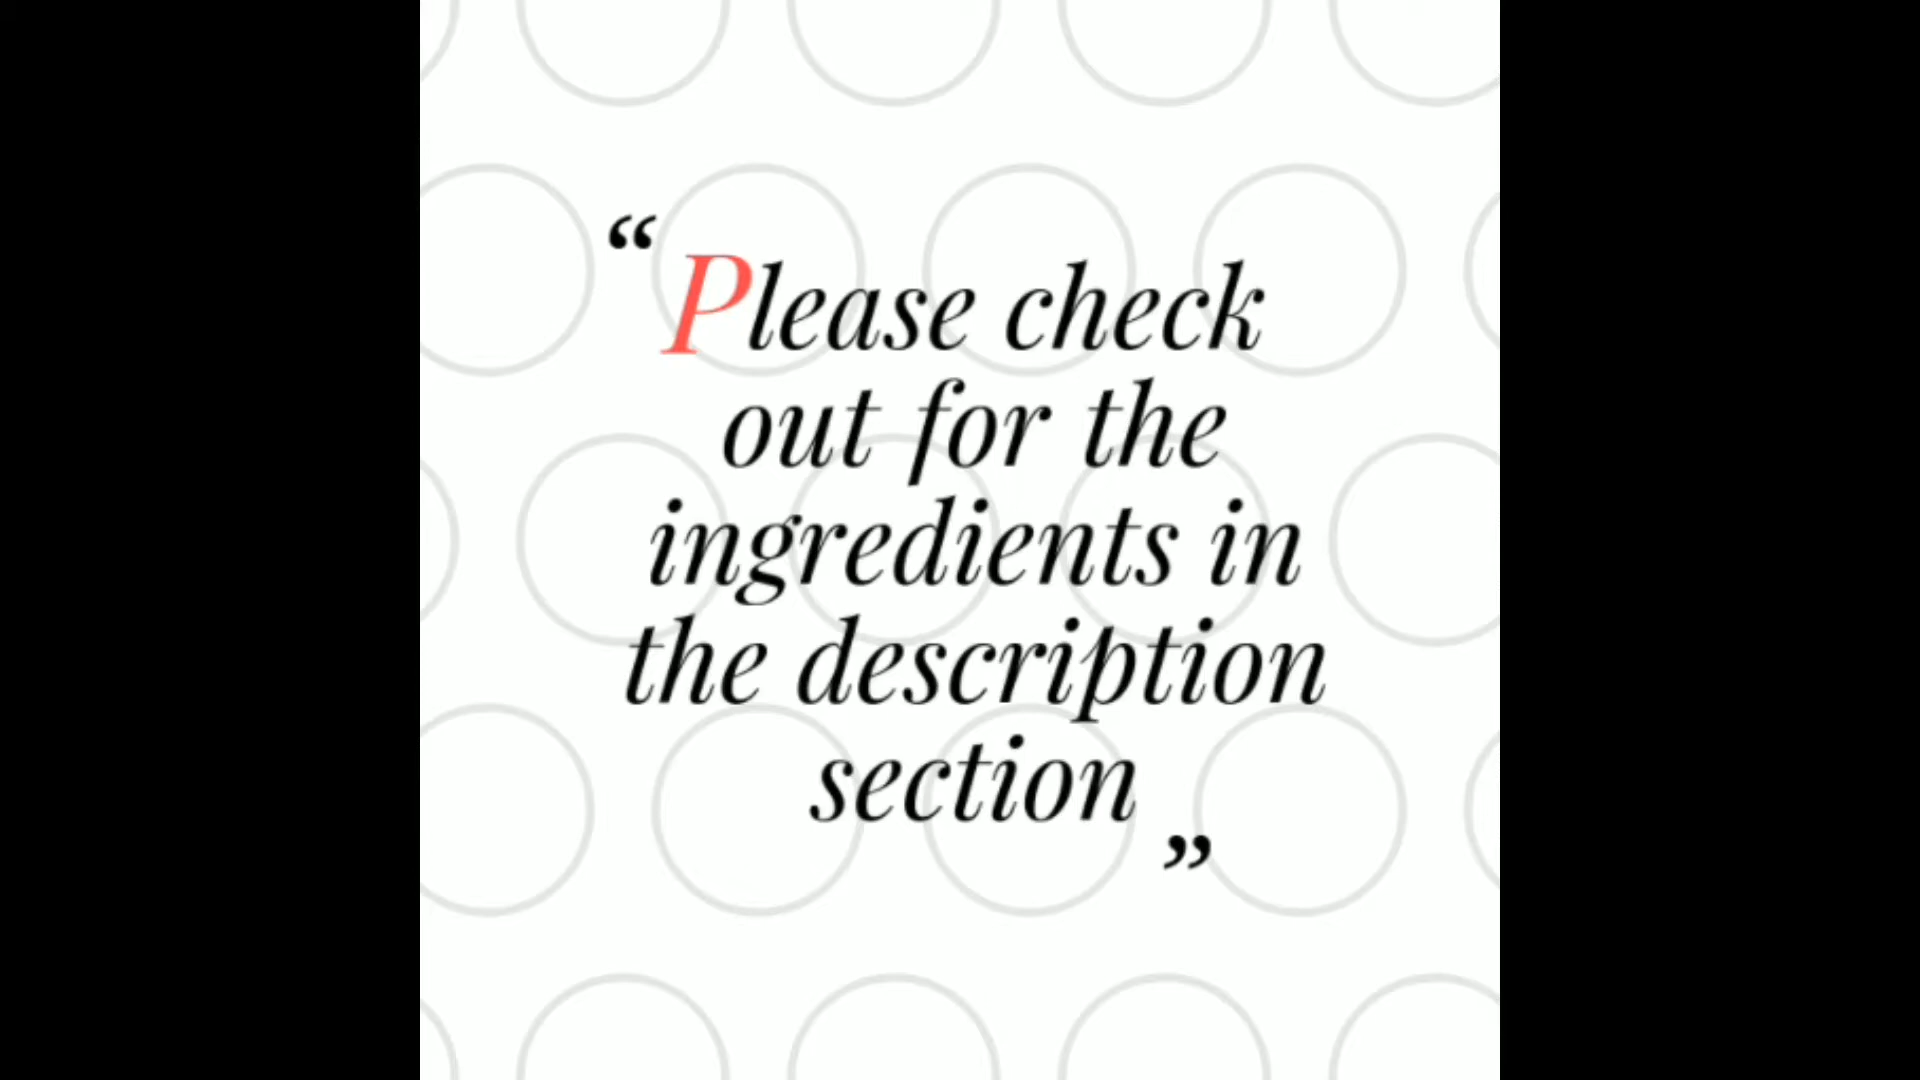 “Please check
out for the
ingredients in
the description
section”